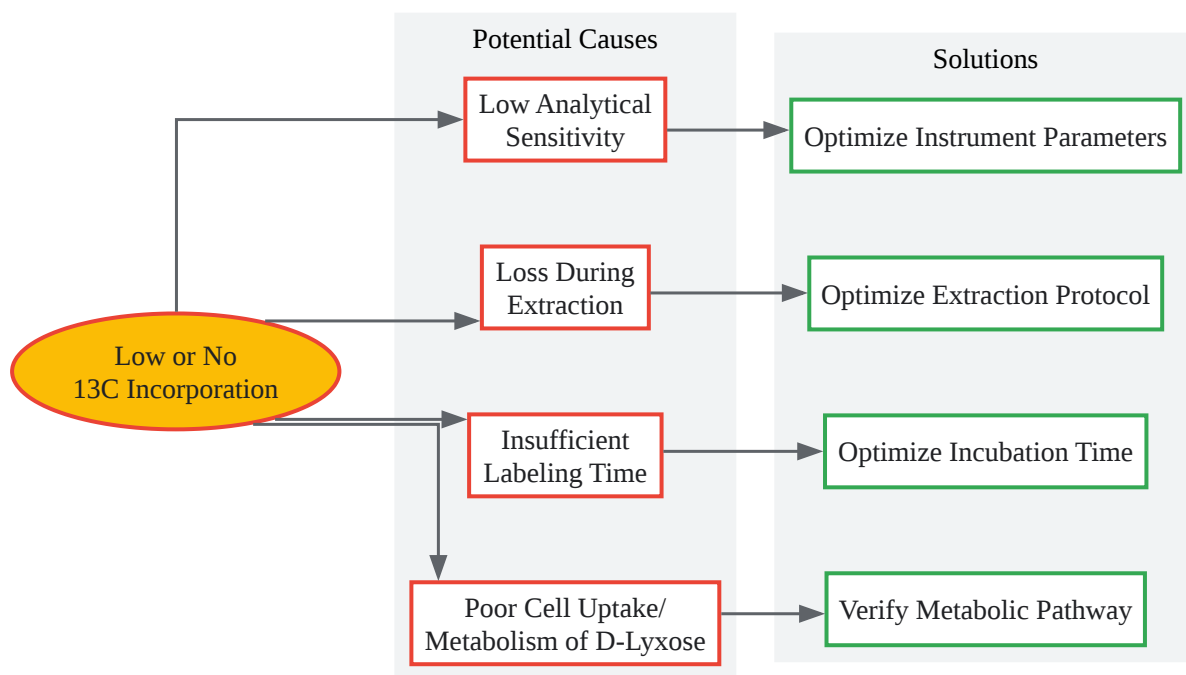 Potential Causes
Solutions
Low Analytical
Sensitivity
Optimize Instrument Parameters
Loss During
Extraction
Optimize Extraction Protocol
Low or No
13C Incorporation
Insufficient
Labeling Time
Optimize Incubation Time
Poor Cell Uptake/
Metabolism of D-Lyxose
Verify Metabolic Pathway